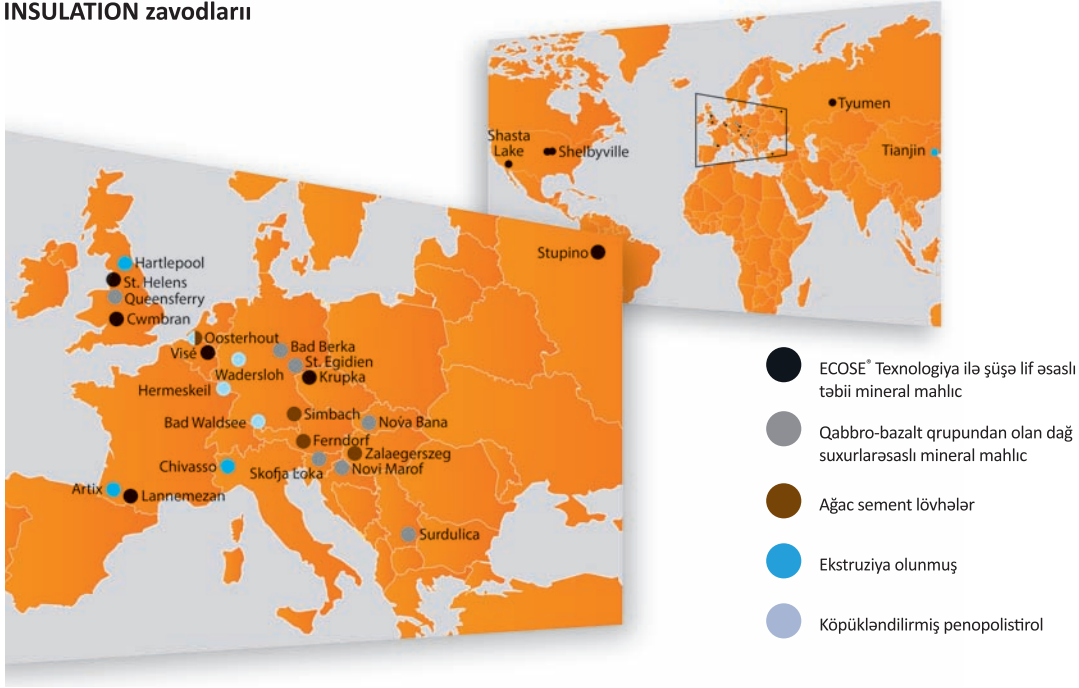 INSULATION zavodlarıı
Shasta
Lake
Shelbyville
Tyumen
Tianjin
Stupino
Hartlepool
St. Helens
Queensferry
Cwmbran
Oosterhout
Visé
Bad Berka
St. Egidien
Wadersloh
Krupka
Hermeskeil
Simbach
Bad Waldsee
Nova Bana
Ferndorf
Zalaegerszeg
Chivasso
Skofja Loka
Novi Marof
Artix
Lannemezan
Surdulica
ECOSE® Texnologiya ilə şüşə lif əsaslı
təbii mineral mahlıc
Qabbro-bazalt qrupundan olan dağ
suxurlarəsaslı mineral mahlıc
Ağac sement lövhələr
Ekstruziya olunmuş
Köpükləndilirmiş penopolistirol